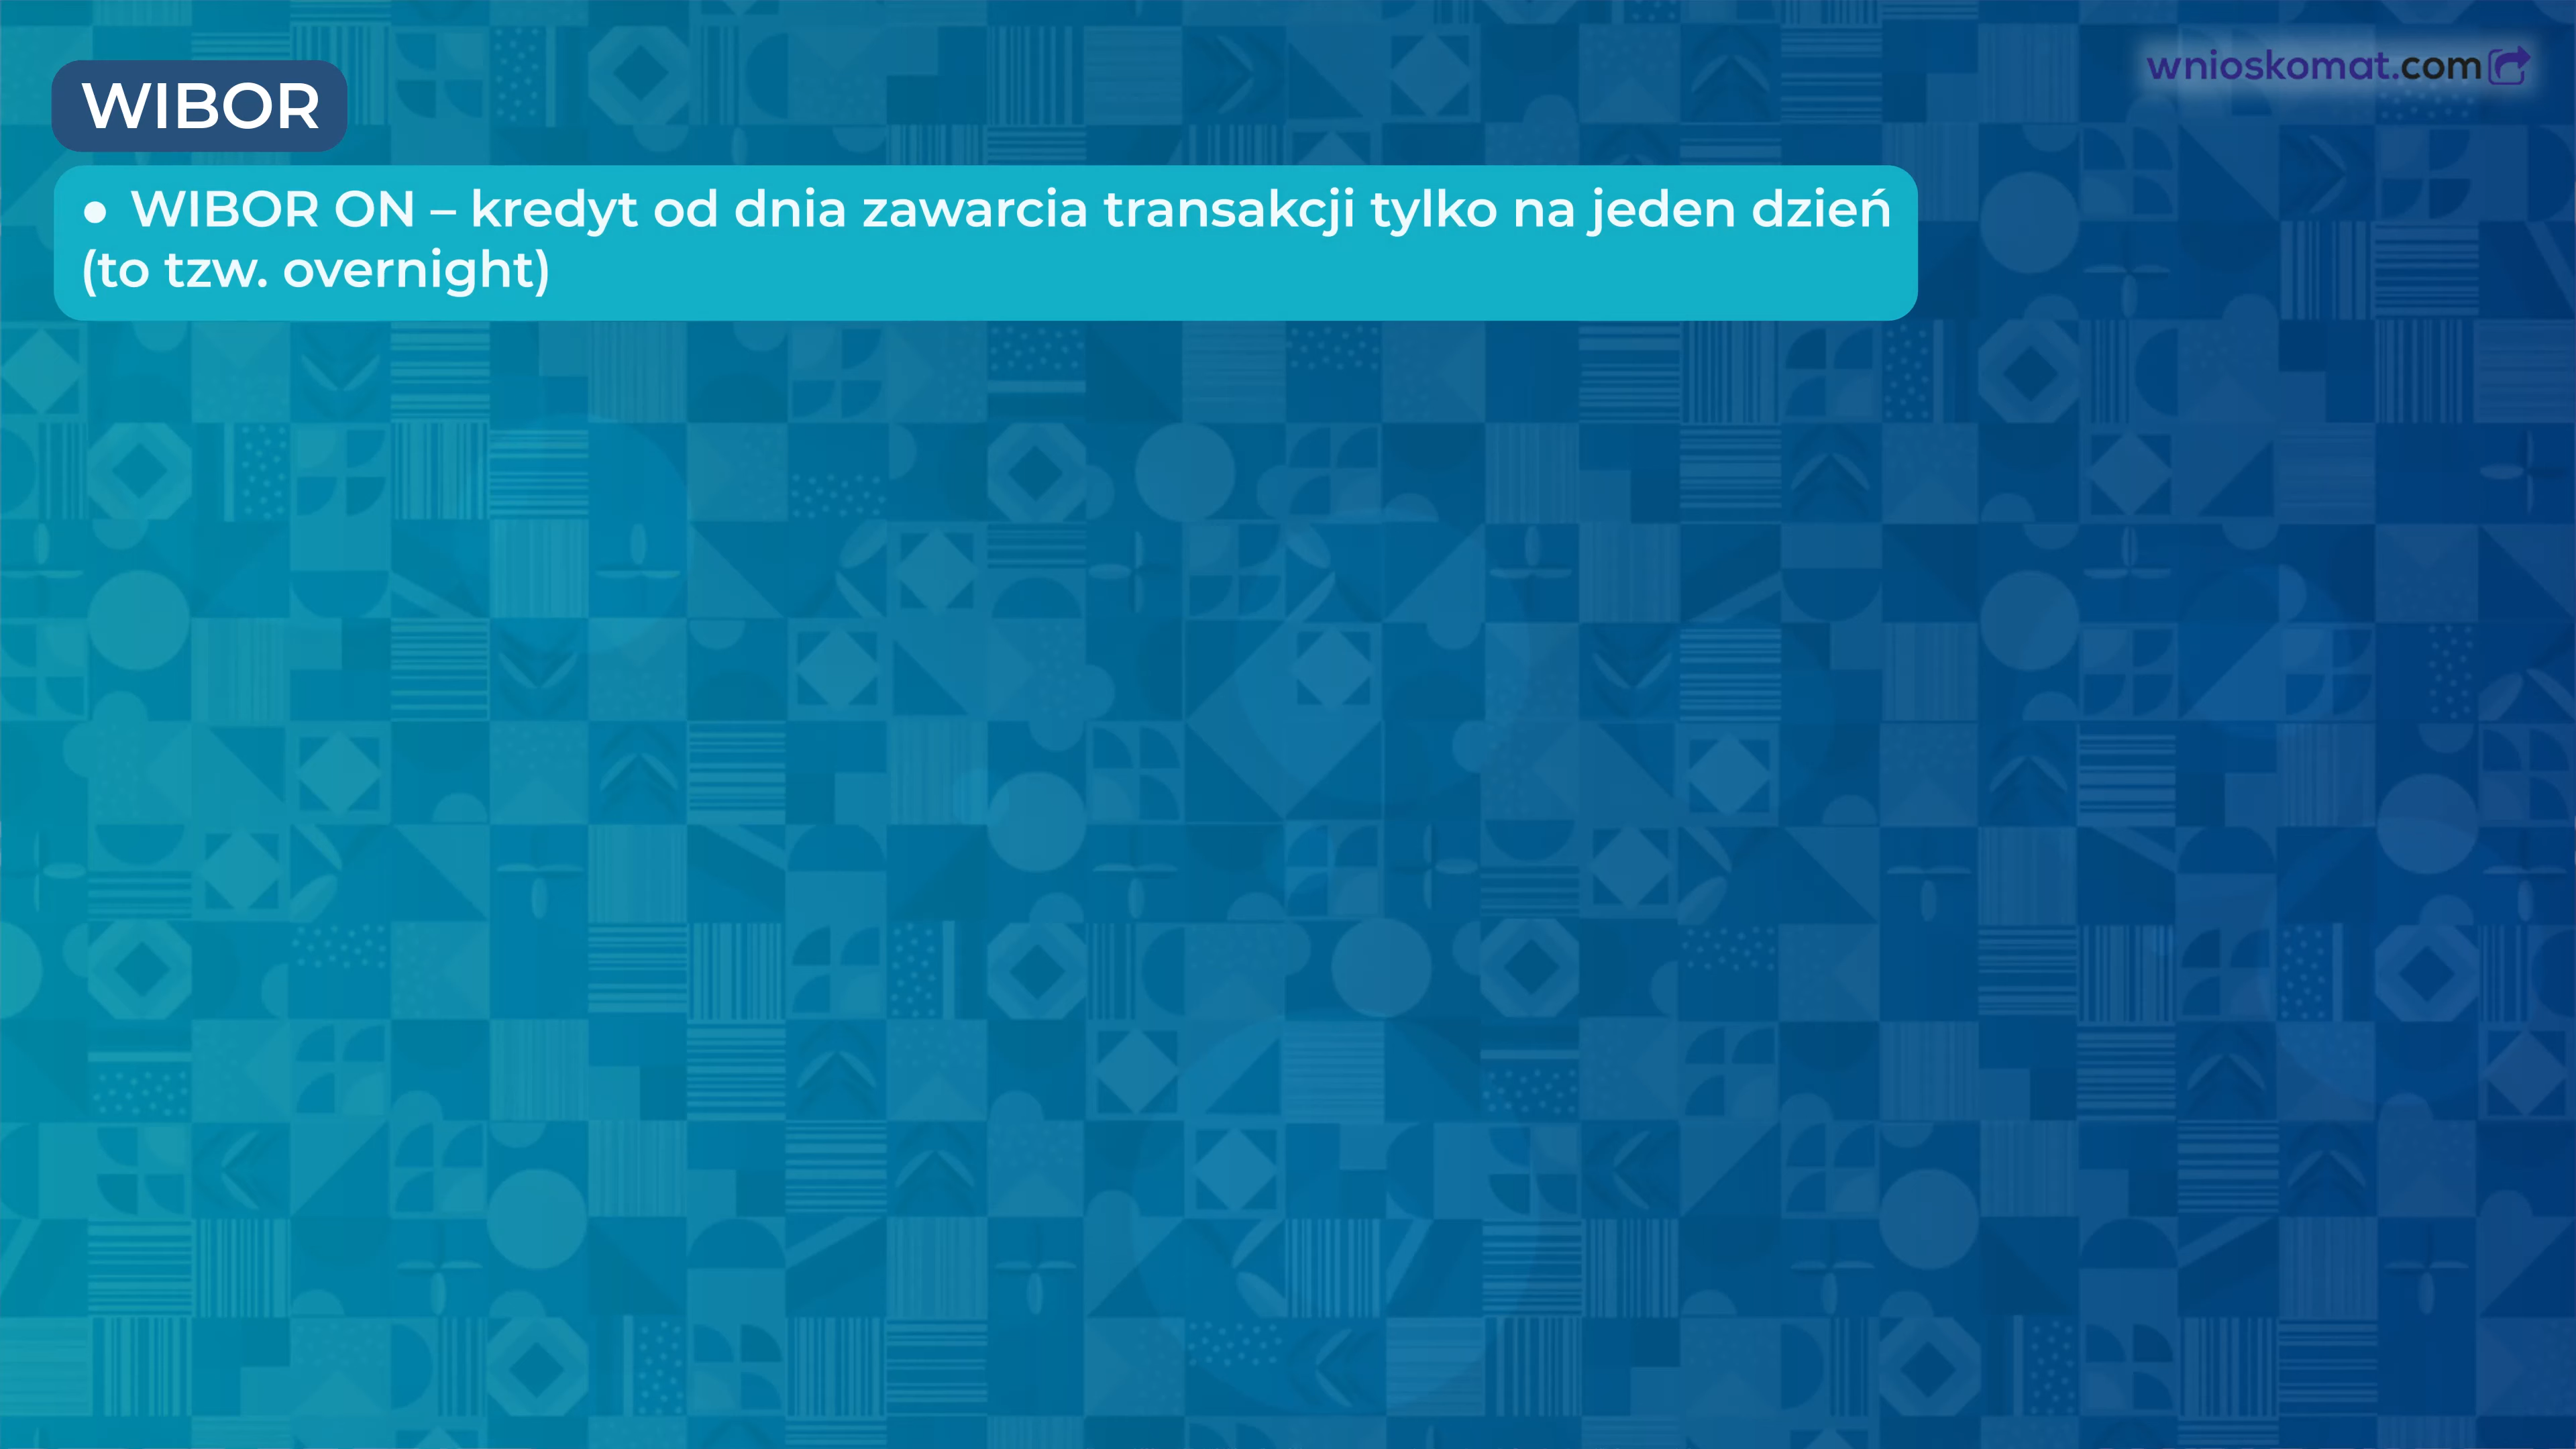 wnioskomat.com
WIBOR
● WIBOR ON – kredyt od dnia zawarcia transakcji tylko na jeden dzień
(to tzw. overnight)